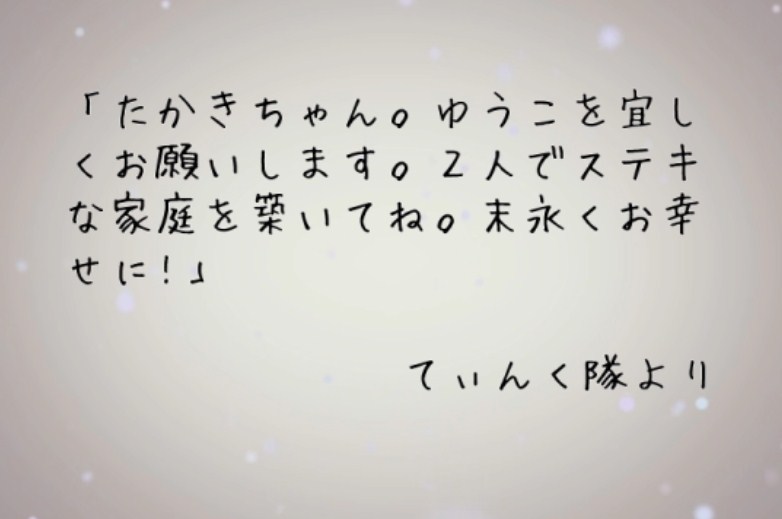 「たかきちゃん。ゆうこを宜し
くお願いします。2人でステキ
な家庭を築いてね。末永くお幸
せに!」
てぃんく隊より